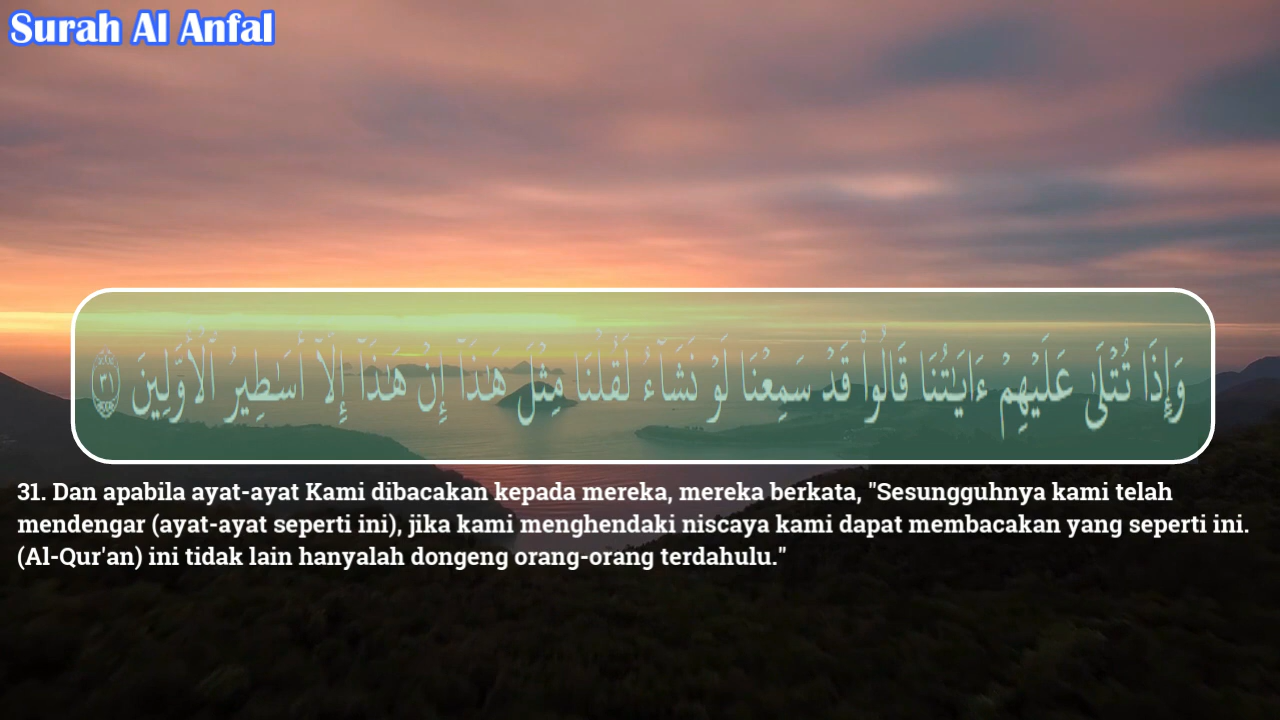 Surah Al Anfal
وَإِذَا تُتْلَىٰ عَلَيْهِمْ ءَايَـٰتُنَا قَالُوا۟ قَدْ سَمِعْنَا لَوْ نَشَآءُ لَقُلْنَا مِثْلَ هَـٰذَآ إِنْ هَـٰذَآ إِلَّآ أَسَـٰطِيرُ ٱلْأَوَّلِينَ ٣١
31. Dan apabila ayat-ayat Kami dibacakan kepada mereka, mereka berkata, "Sesungguhnya kami telah
mendengar (ayat-ayat seperti ini), jika kami menghendaki niscaya kami dapat membacakan yang seperti ini.
(Al-Qur'an) ini tidak lain hanyalah dongeng orang-orang terdahulu."